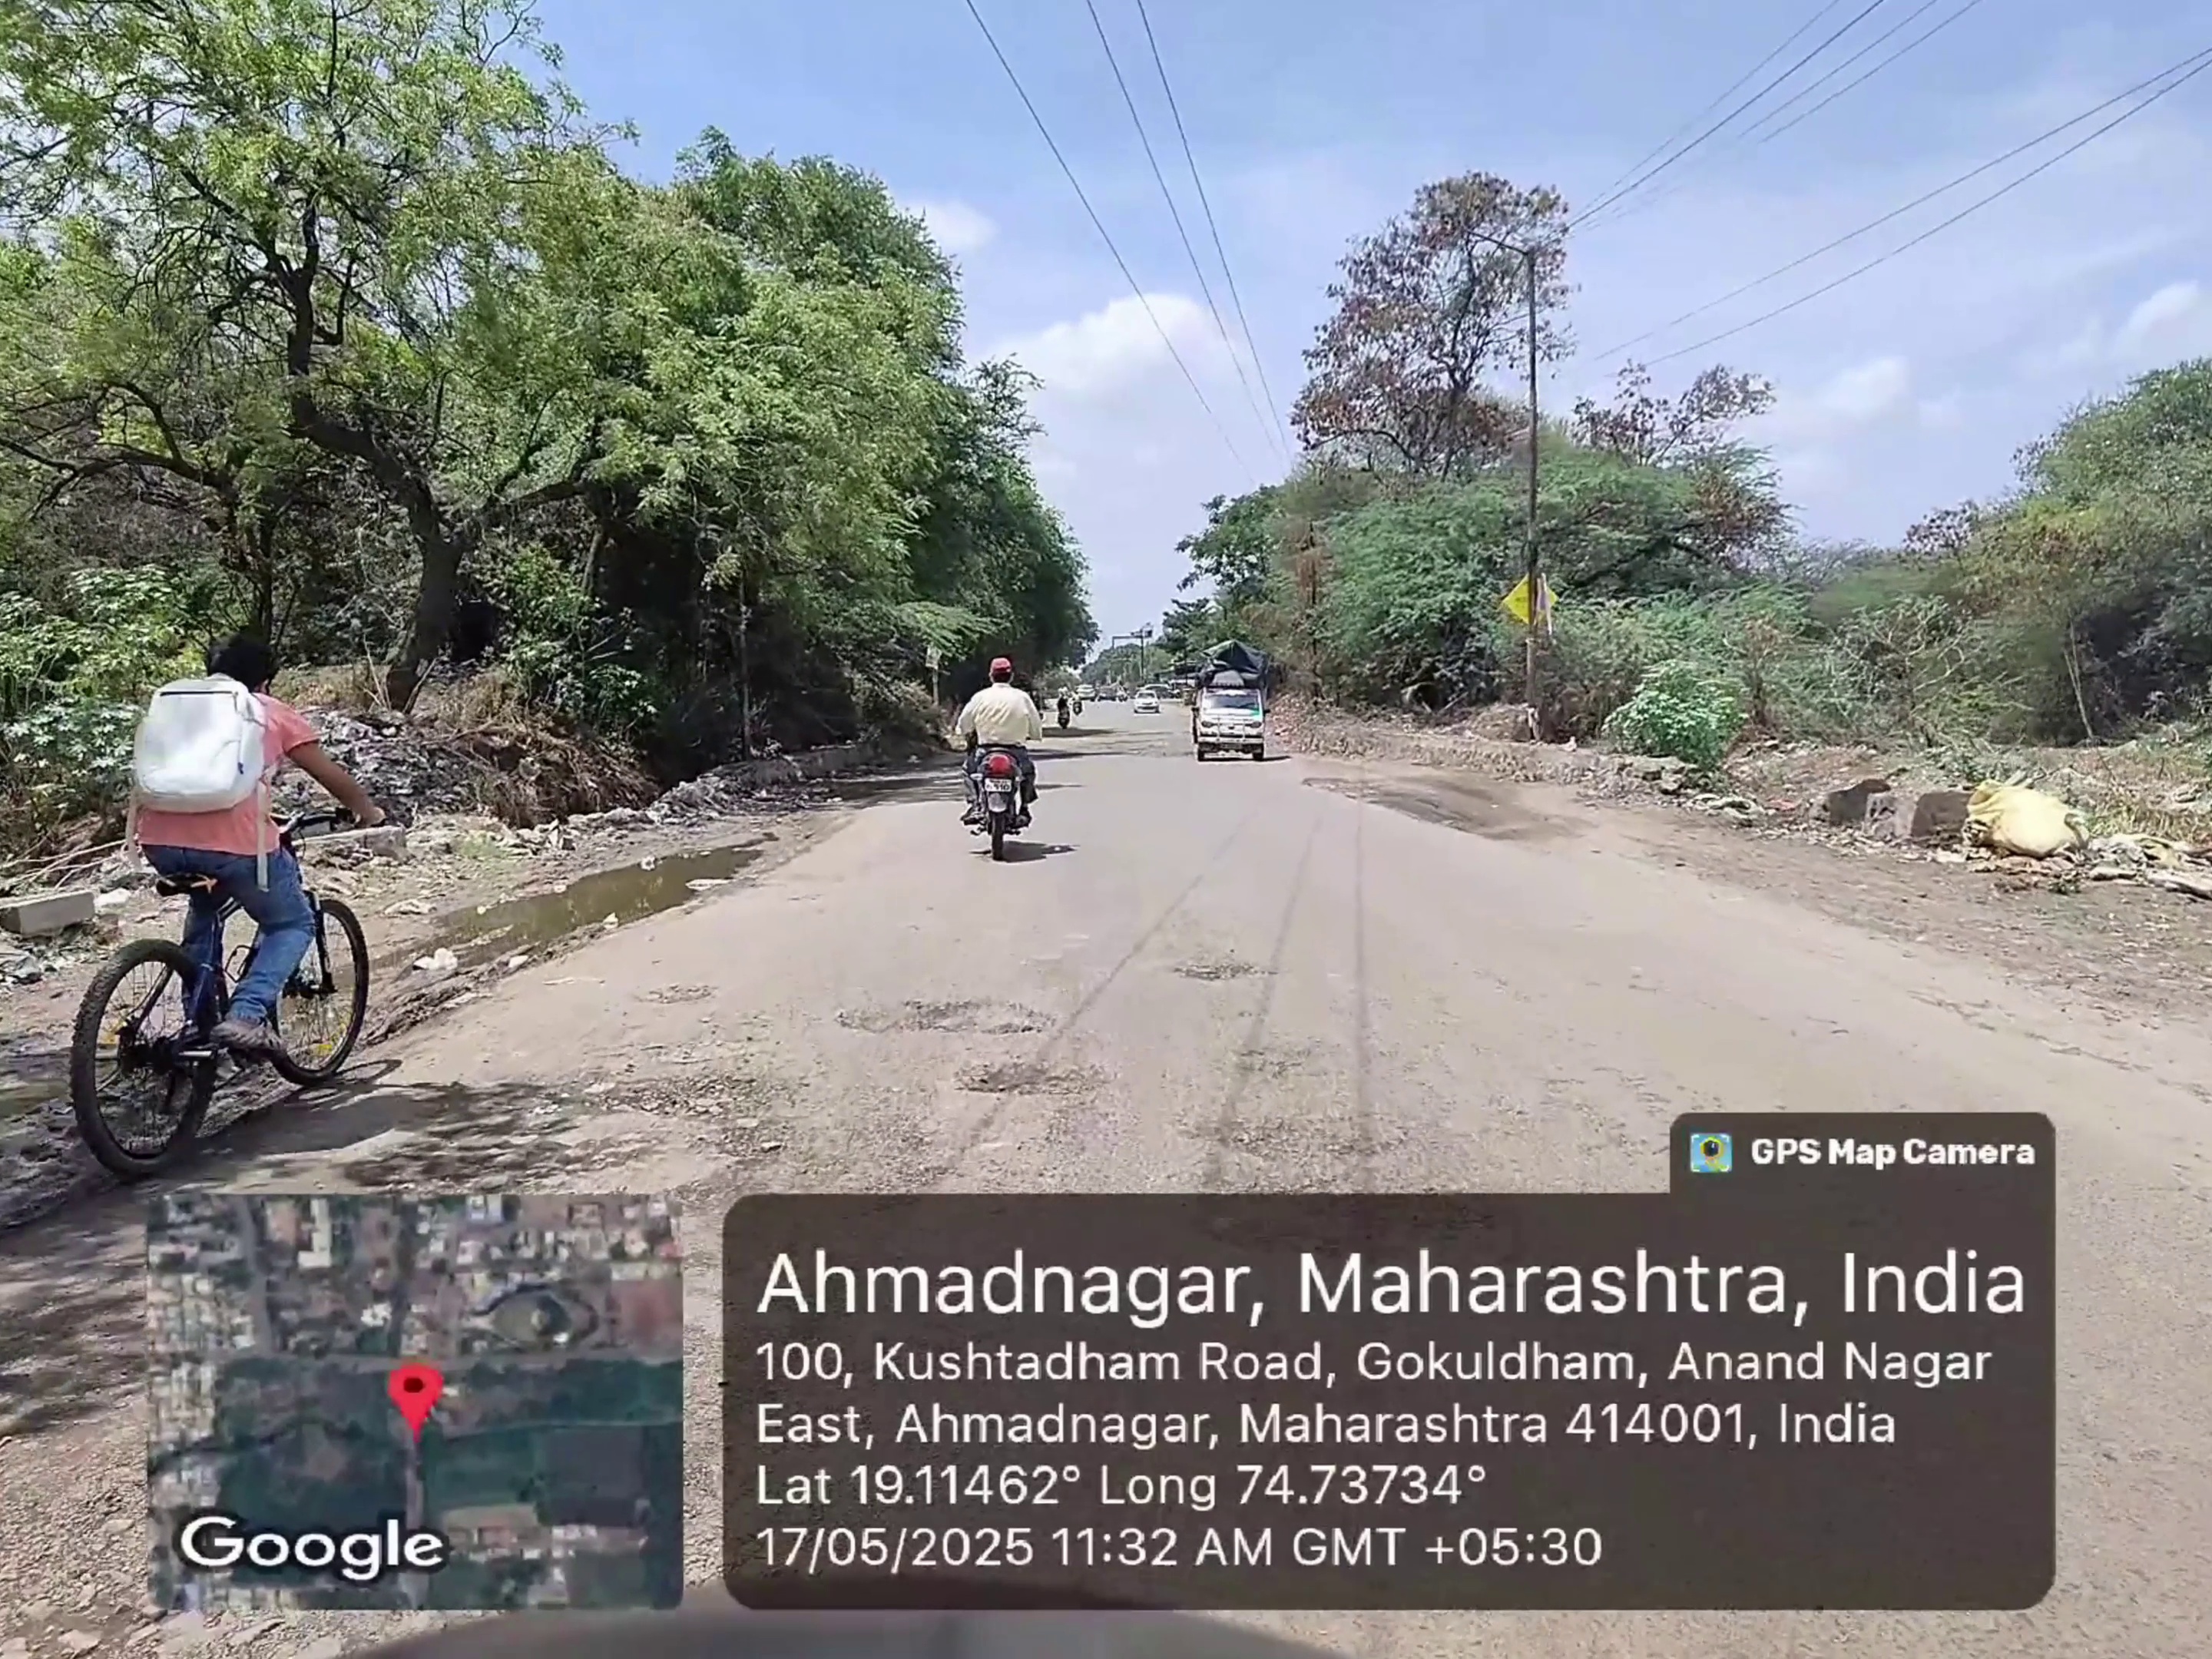 GPS Map Camera
Ahmadnagar, Maharashtra, India
100, Kushtadham Road, Gokuldham, Anand Nagar
East, Ahmadnagar, Maharashtra 414001, India
Lat 19.11462° Long 74.73734°
17/05/2025 11:32 AM GMT +05:30
Google